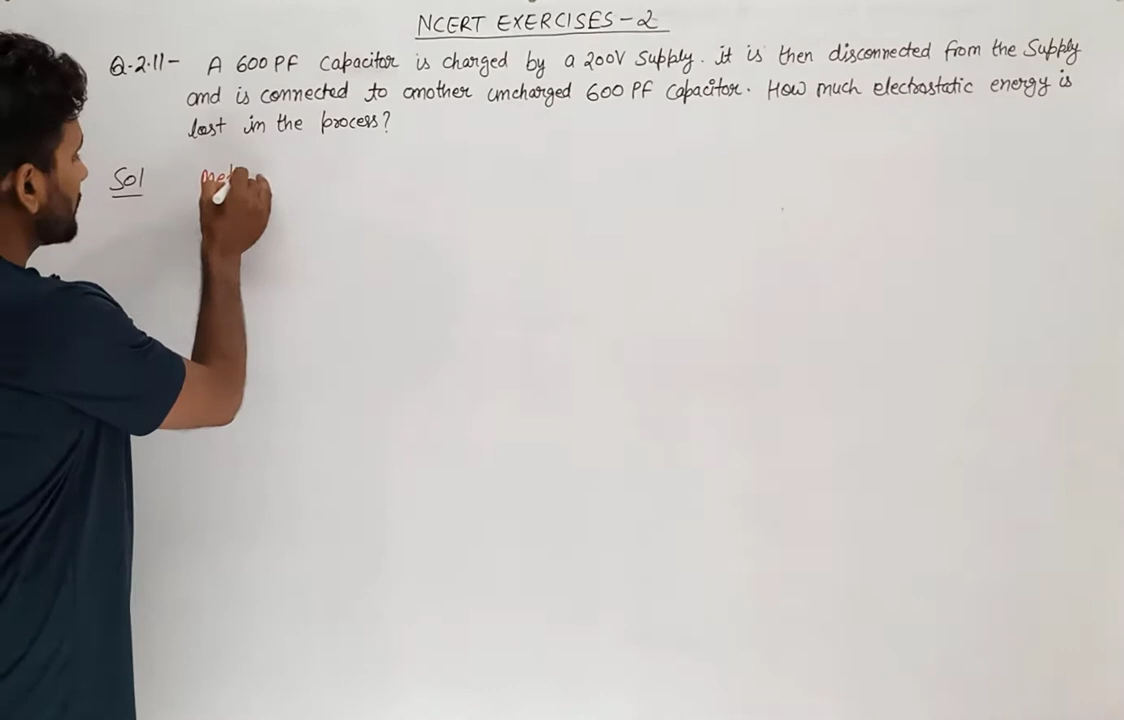 NCERT EXERCISES-2
Q.2.11- A 600 PF Capacitor is charged by a 200V Supply. it is then disconnected from the Supply
and is connected to another uncharged 600 PF Capacitor. How much electrostatic energy is
lost in the process?
Sol